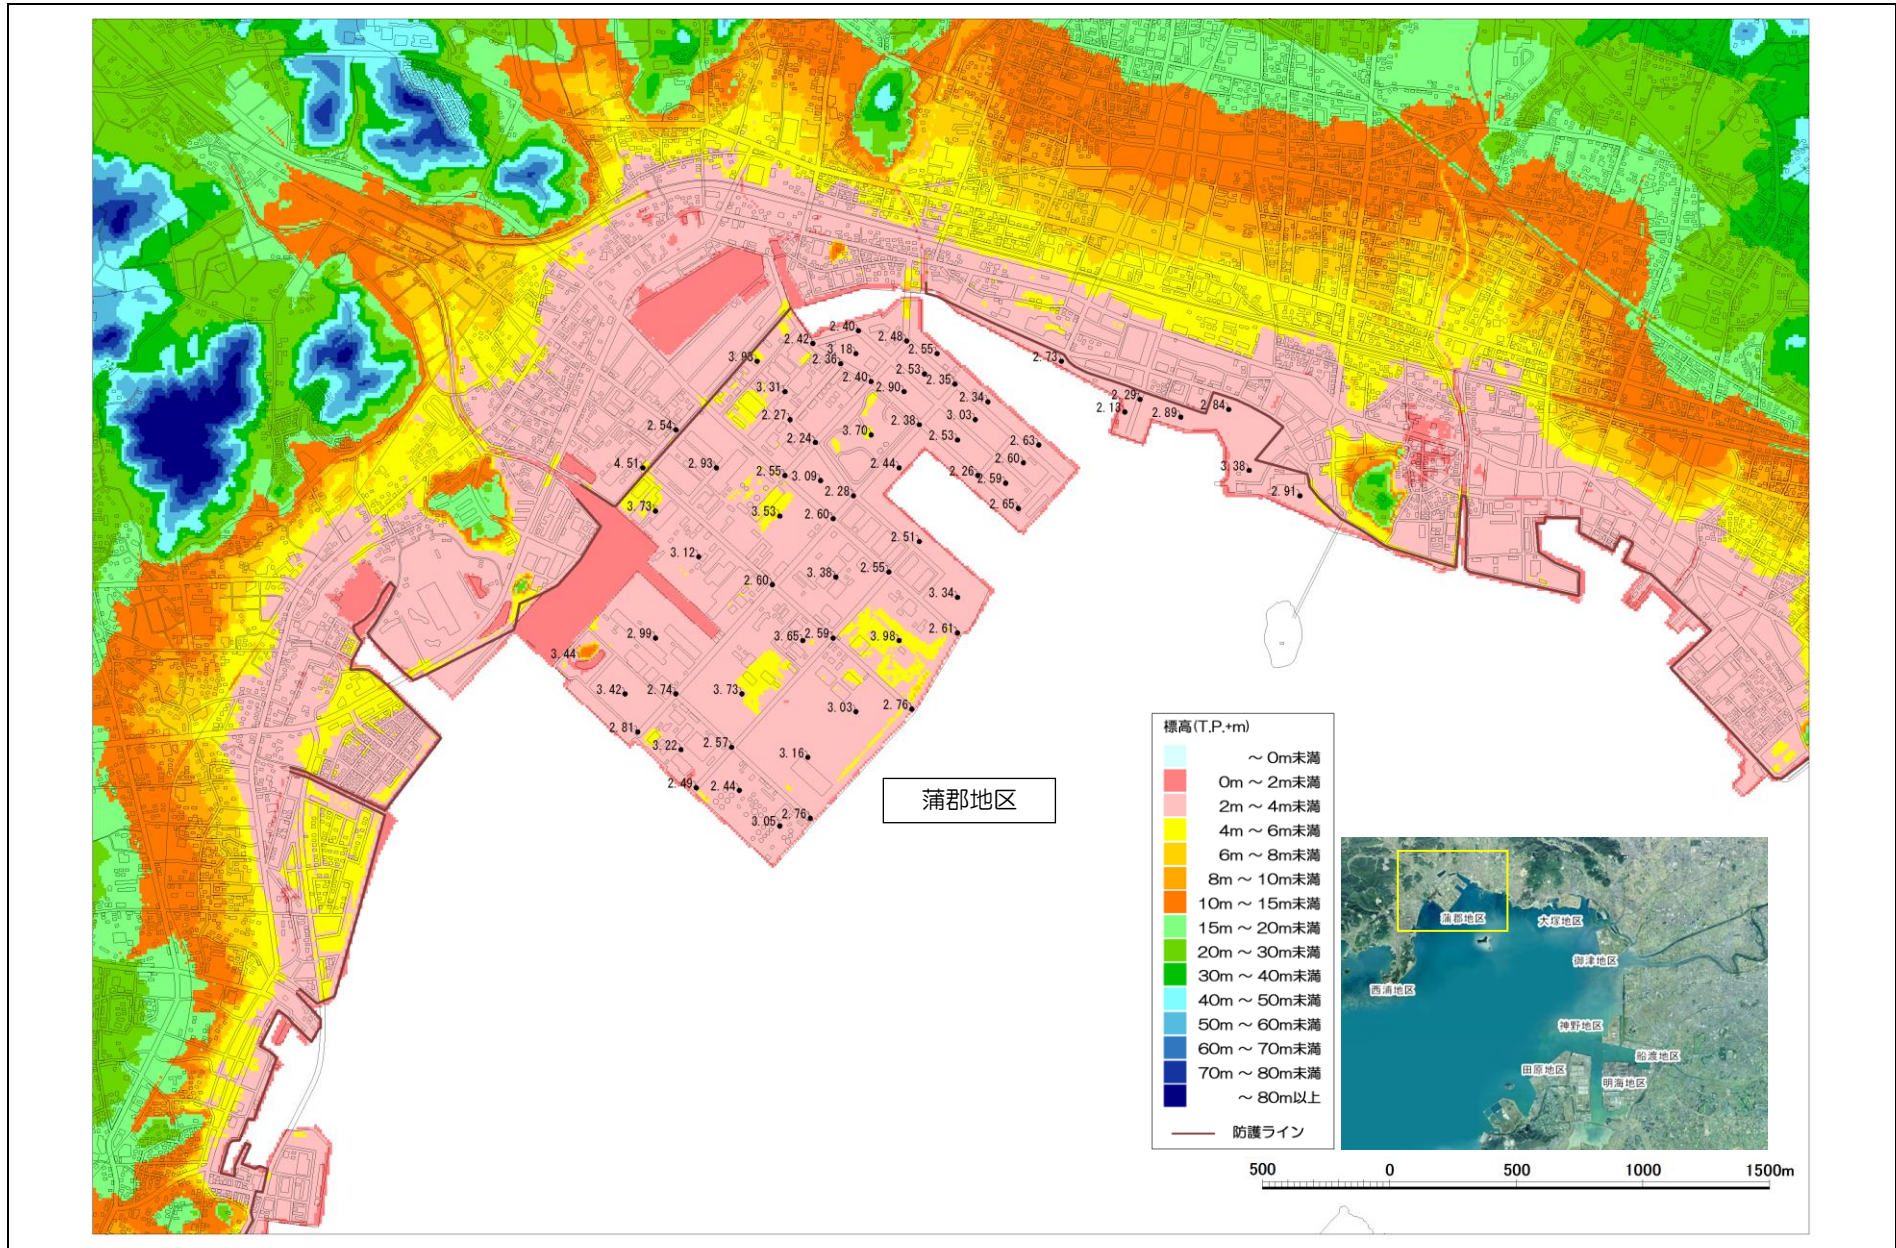 2.40
2.42
2.48
3.18
2.55
3.93
2.36
2.73
2.53
2.40
2.35
3.31
2.90
2.34
2.29
2.84
2.13
2.89
2.27
2.38
3.03
2.54
3.70
2.24
2.53
2.63
4.51
2.93
2.44
2.60
3.38
2.55
3.09
2.26
2.59
2.28
2.91
3.73
3.53
2.60
2.65
2.51
3.12
2.55
2.60
3.38
3.34
2.99
3.65
2.59
3.98
2.61
3.44
3.42
2.74
3.73
3.03
2.76
2.81
3.22
2.57
3.16
2.49
2.44
3.05
2.76
蒲郡地区
標高(T.P.+m)
～ 0m未満
0m ～ 2m未満
2m ～ 4m未満
4m ～ 6m未満
6m ～ 8m未満
8m ～ 10m未満
10m ～ 15m未満
15m ～ 20m未満
20m ～ 30m未満
30m ～ 40m未満
40m ～ 50m未満
50m ～ 60m未満
60m ～ 70m未満
70m ～ 80m未満
～ 80m以上
防護ライン
蒲郡地区
大塚地区
御津地区
西浦地区
神野地区
船渡地区
田原地区
明海地区
500 0 500 1000 1500m